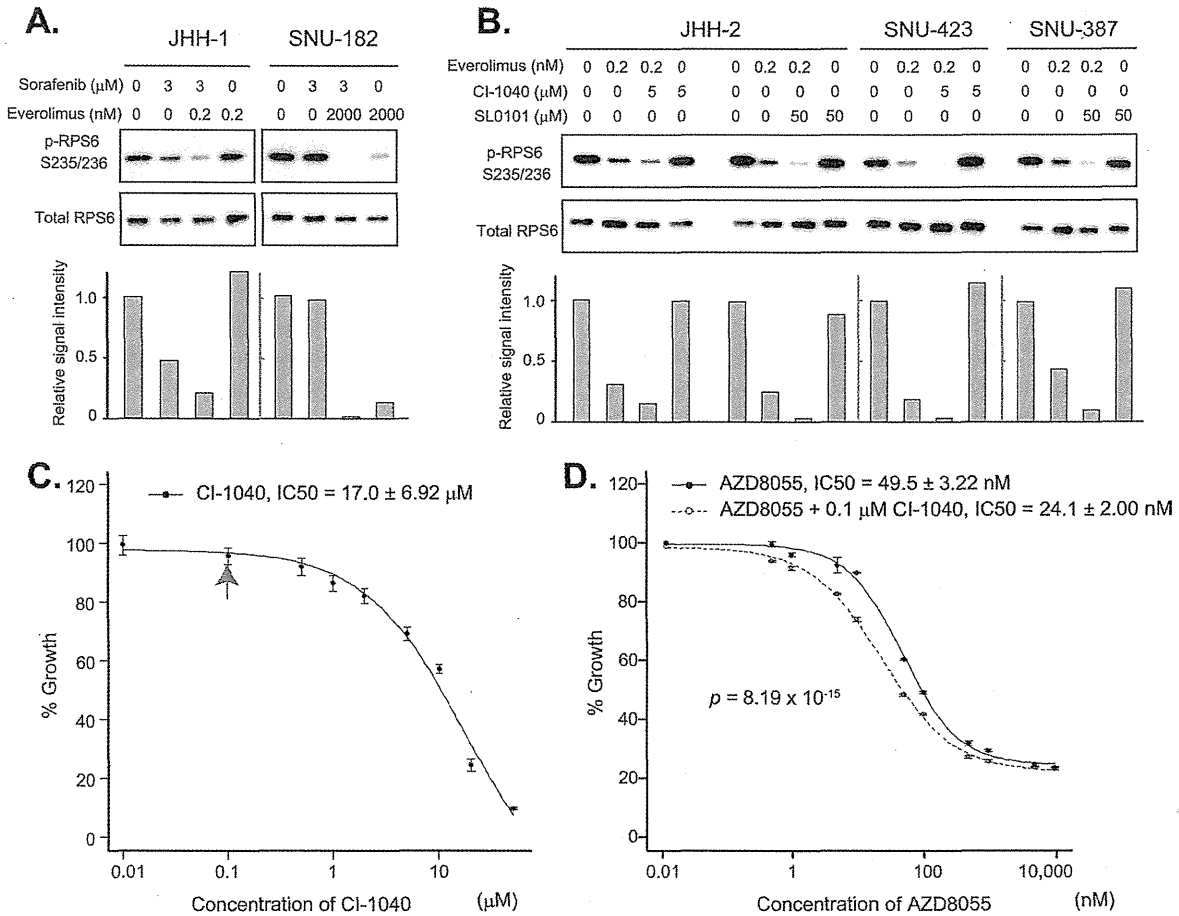 A.
JHH-1 SNU-182
Sorafenib (μM) 0 3 3 0 0 3 3 0
Everolimus (nM) 0 0 0.2 0.2 0 0 2000 2000
p-RPS6
S235/236
Total RPS6
Relative signal intensity
1.0
0.5
0
B.
JHH-2 SNU-423 SNU-387
Everolimus (nM) 0 0.2 0.2 0 0 0.2 0.2 0 0 0.2 0.2 0 0 0.2 0.2 0
CI-1040 (μM) 0 0 5 5 0 0 0 0 0 0 5 5 0 0 0 0
SL0101 (μM) 0 0 0 0 0 0 50 50 0 0 0 0 0 0 50 50
p-RPS6
S235/236
Total RPS6
Relative signal intensity
1.0
0.5
0
C.
CI-1040, IC50 = 17.0 ± 6.92 μM
% Growth
120
100
80
60
40
20
0
0.01 0.1 1 10 (μM)
Concentration of CI-1040
D.
AZD8055, IC50 = 49.5 ± 3.22 nM
AZD8055 + 0.1 μM CI-1040, IC50 = 24.1 ± 2.00 nM
p = 8.19 x 10⁻¹⁵
% Growth
120
100
80
60
40
20
0
0.01 1 100 10,000
Concentration of AZD8055 (nM)